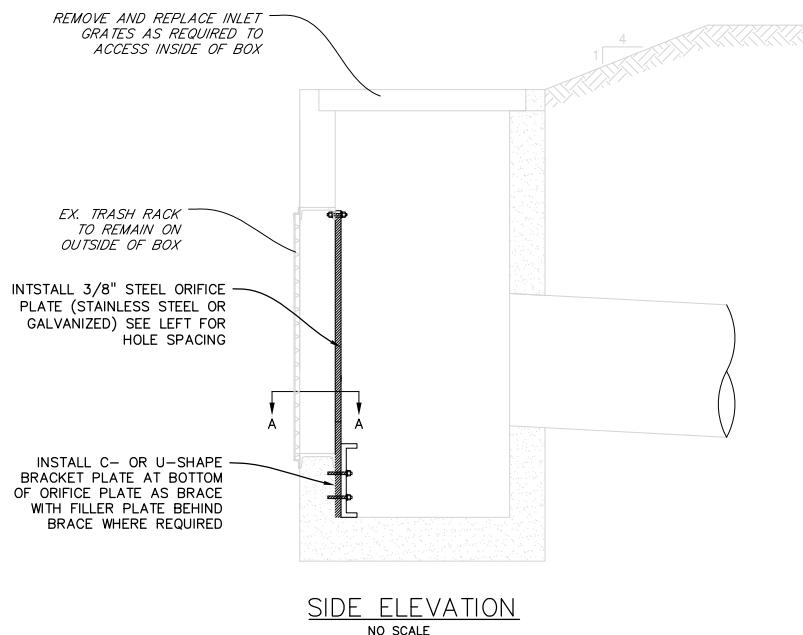 REMOVE AND REPLACE INLET
GRATES AS REQUIRED TO
ACCESS INSIDE OF BOX
4
1
EX. TRASH RACK
TO REMAIN ON
OUTSIDE OF BOX
INTSTALL 3/8" STEEL ORIFICE
PLATE (STAINLESS STEEL OR
GALVANIZED) SEE LEFT FOR
HOLE SPACING
A A
INSTALL C- OR U-SHAPE
BRACKET PLATE AT BOTTOM
OF ORIFICE PLATE AS BRACE
WITH FILLER PLATE BEHIND
BRACE WHERE REQUIRED
SIDE ELEVATION
NO SCALE